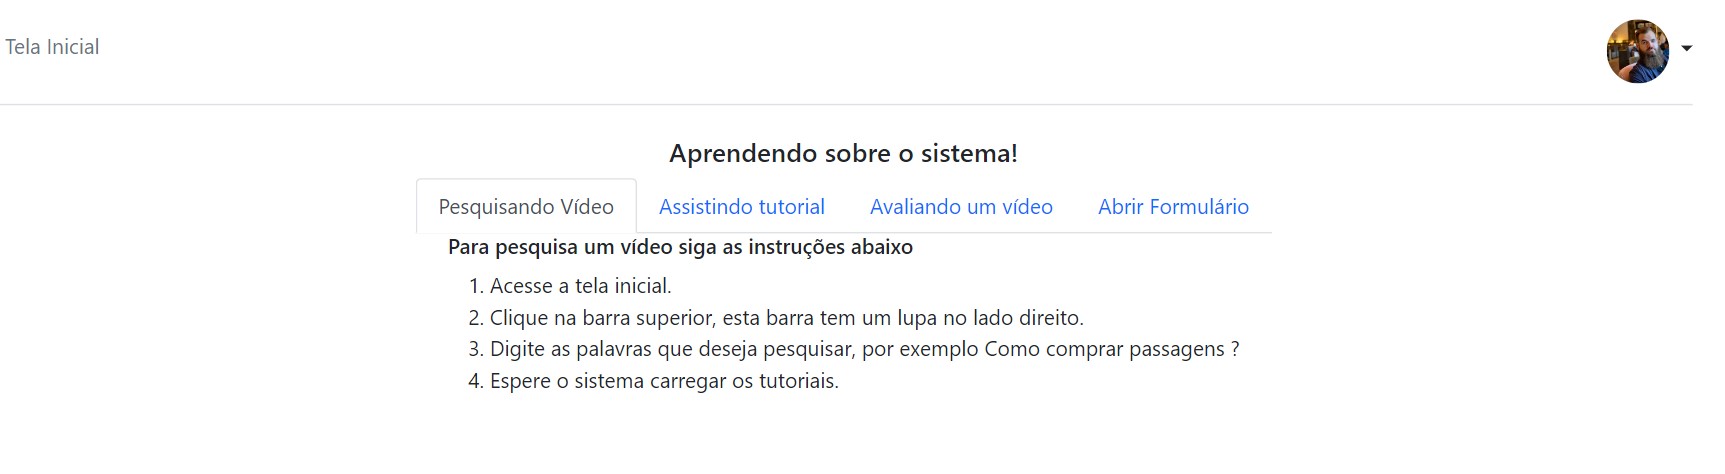 Tela Inicial
Aprendendo sobre o sistema!
Pesquisando Vídeo
Assistindo tutorial
Avaliando um vídeo
Abrir Formulário
Para pesquisa um vídeo siga as instruções abaixo
1. Acesse a tela inicial.
2. Clique na barra superior, esta barra tem um lupa no lado direito.
3. Digite as palavras que deseja pesquisar, por exemplo Como comprar passagens ?
4. Espere o sistema carregar os tutoriais.